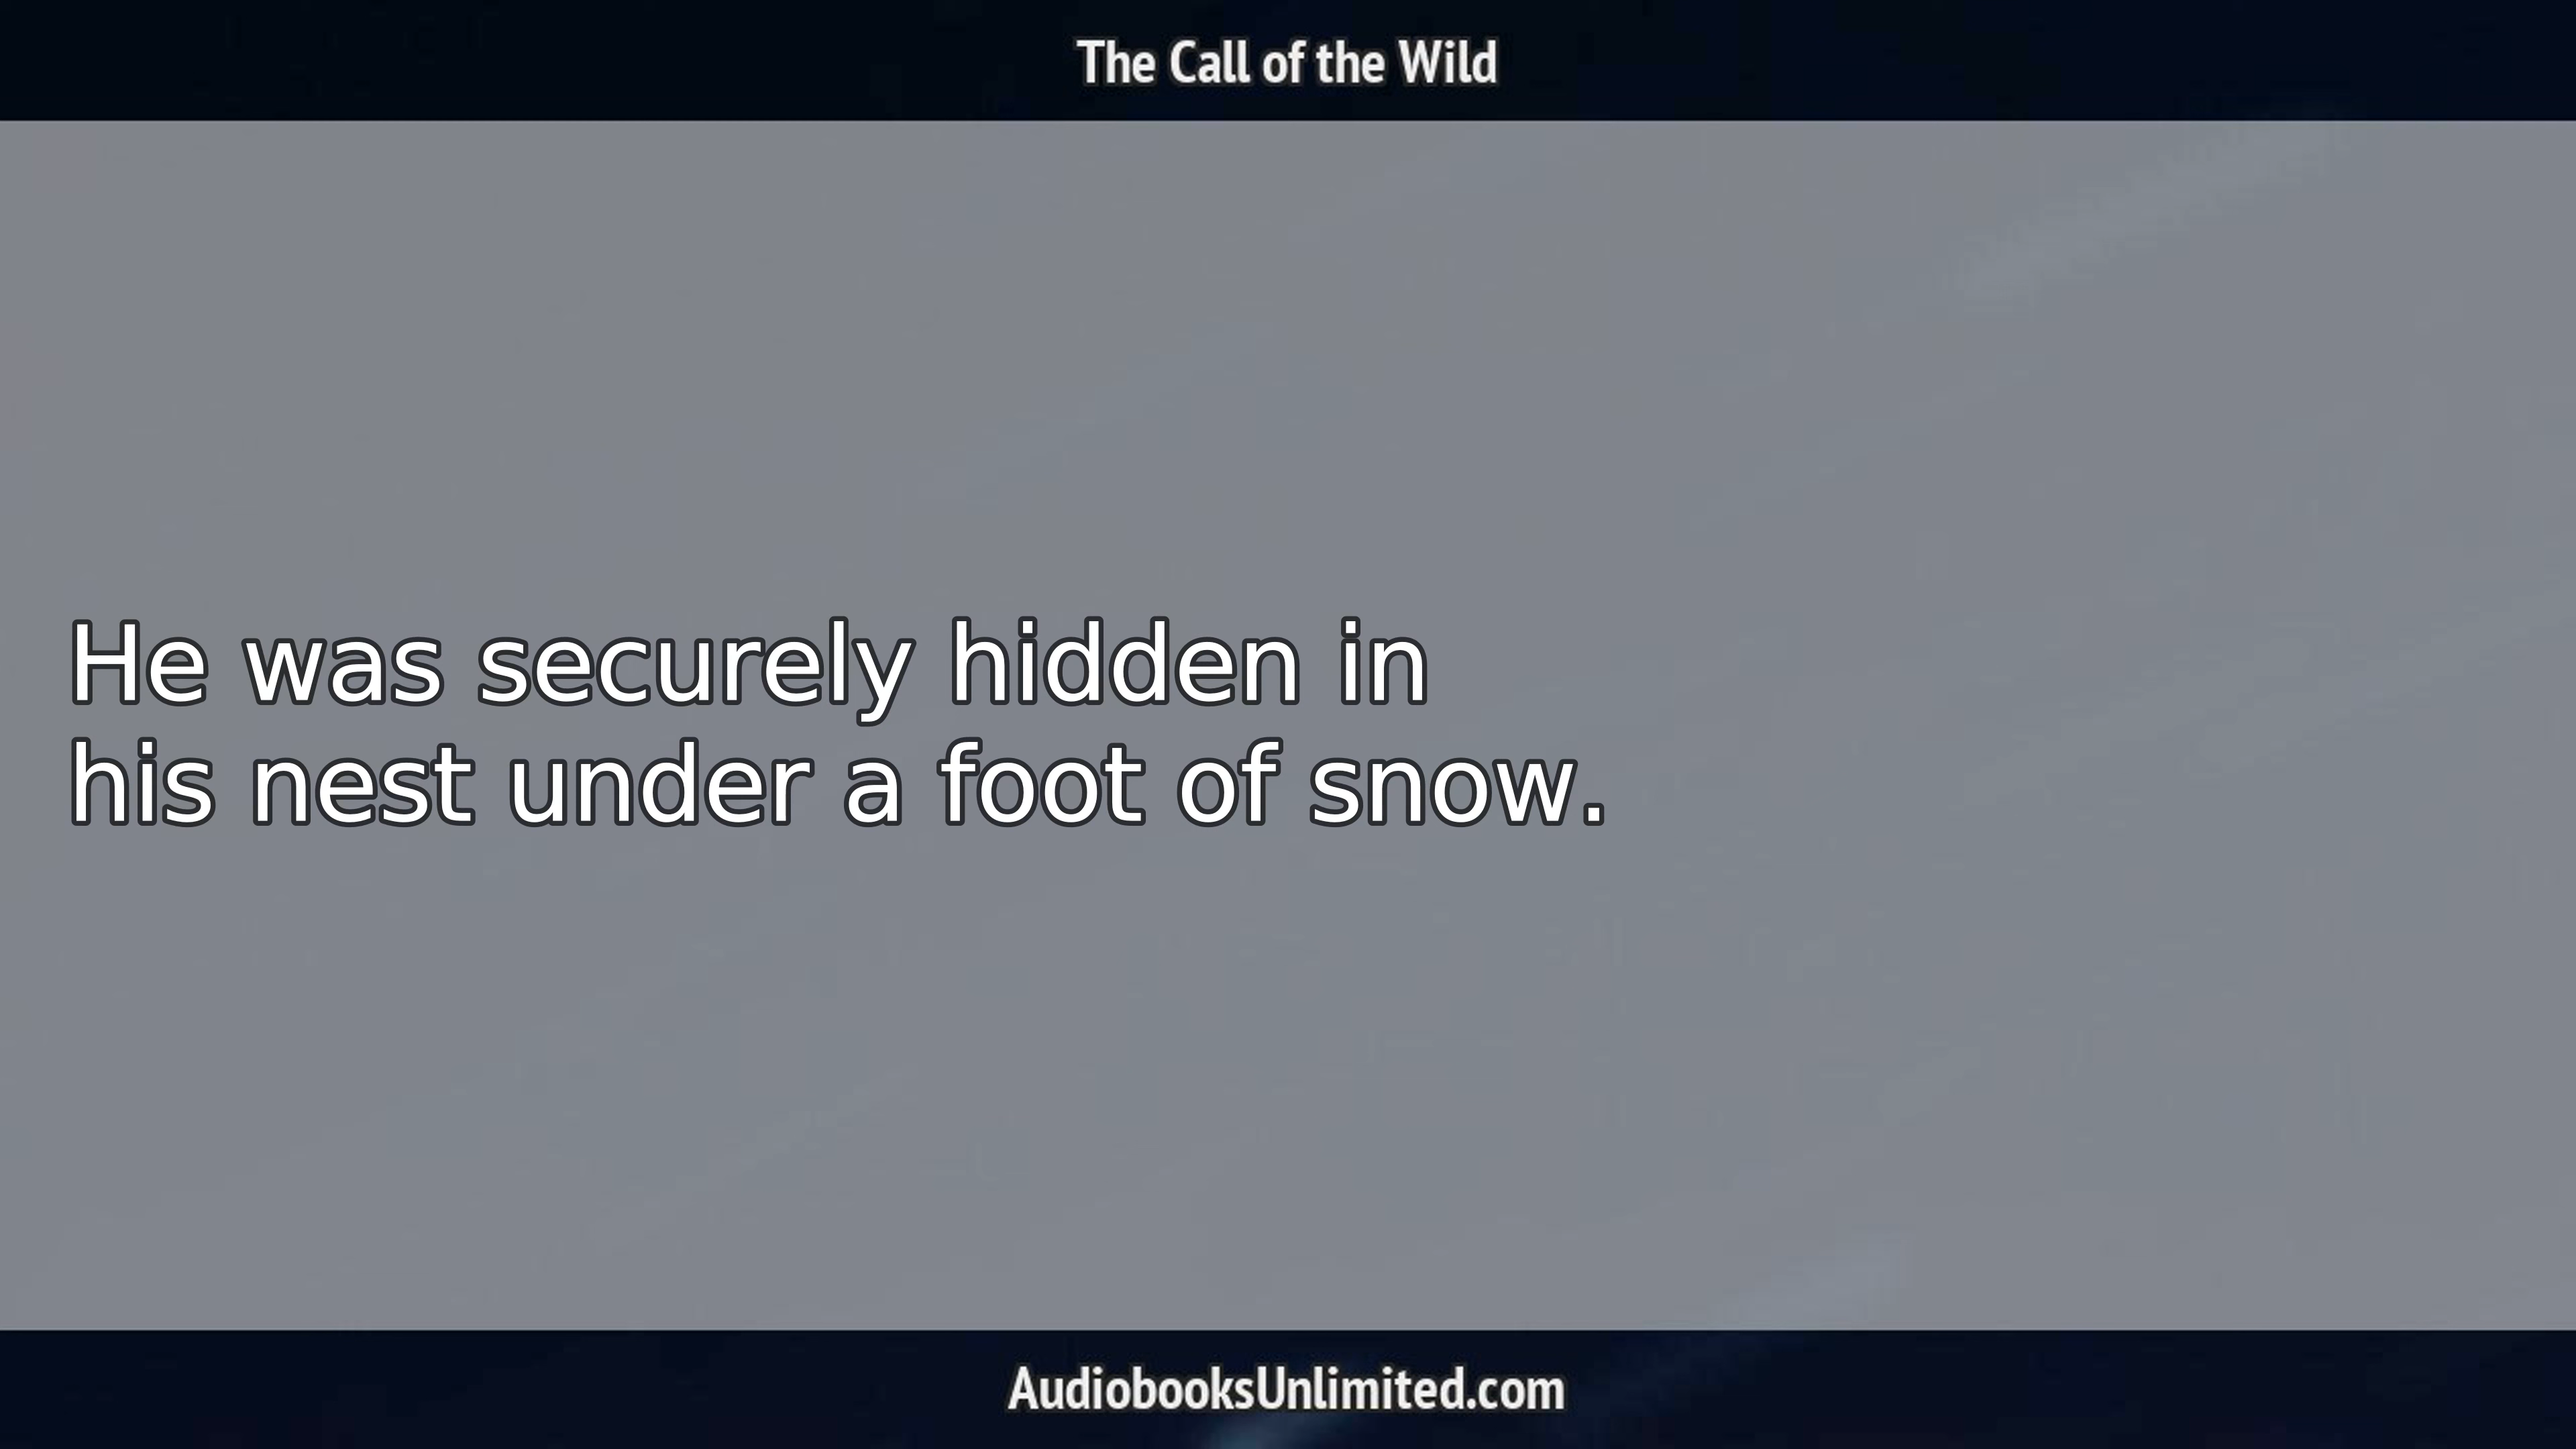 The Call of the Wild
He was securely hidden in
his nest under a foot of snow.
AudiobooksUnlimited.com